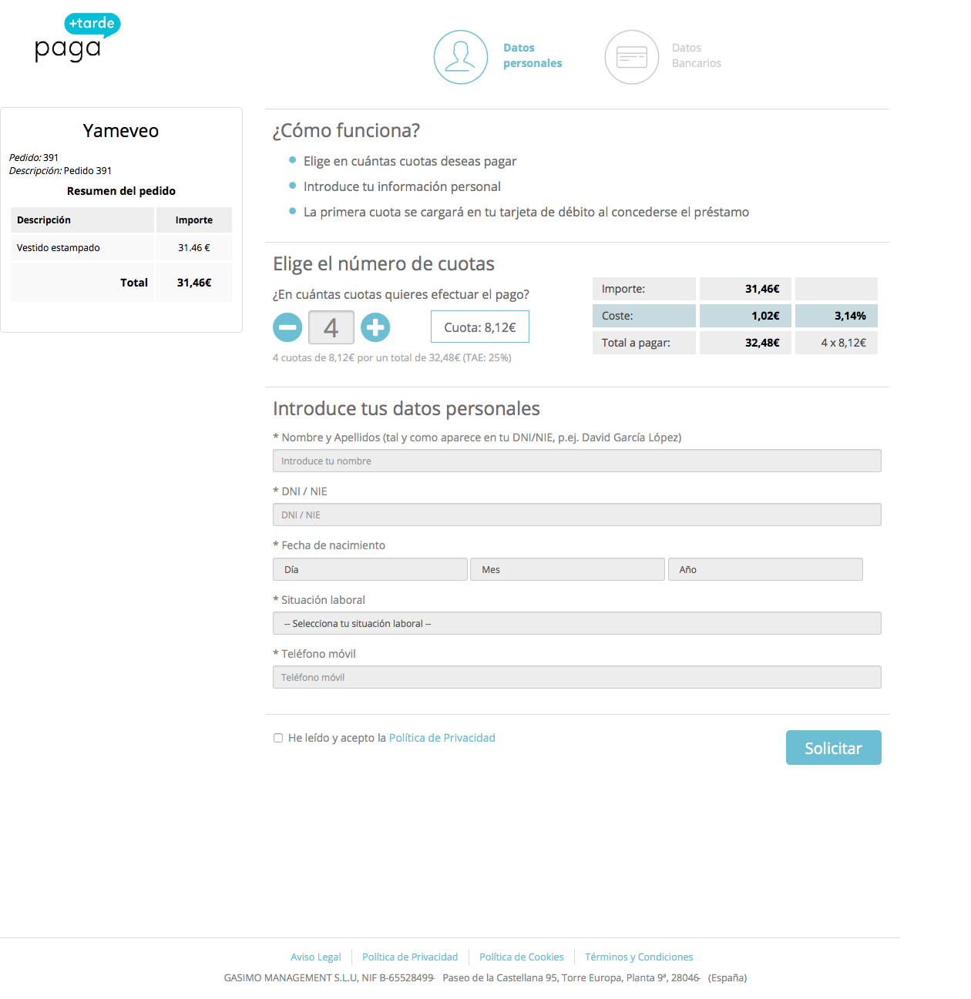 +tarde
paga
Datos
personales
Datos
Bancarios
Yameveo
Pedido: 391
Descripción: Pedido 391
Resumen del pedido
Descripción Importe
Vestido estampado 31.46 €
Total 31,46€
¿Cómo funciona?
Elige en cuántas cuotas deseas pagar
Introduce tu información personal
La primera cuota se cargará en tu tarjeta de débito al concederse el préstamo
Elige el número de cuotas
¿En cuántas cuotas quieres efectuar el pago?
4 Cuota: 8,12€
4 cuotas de 8,12€ por un total de 32,48€ (TAE: 25%)
Importe: 31,46€
Coste: 1,02€ 3,14%
Total a pagar: 32,48€ 4 x 8,12€
Introduce tus datos personales
* Nombre y Apellidos (tal y como aparece en tu DNI/NIE, p.ej. David García López)
Introduce tu nombre
* DNI / NIE
DNI / NIE
* Fecha de nacimiento
Día Mes Año
* Situación laboral
-- Selecciona tu situación laboral --
* Teléfono móvil
Teléfono móvil
He leído y acepto la Política de Privacidad
Solicitar
Aviso Legal Política de Privacidad Política de Cookies Términos y Condiciones
GASIMO MANAGEMENT S.L.U, NIF B-65528499- Paseo de la Castellana 95, Torre Europa, Planta 9ª, 28046- (España)